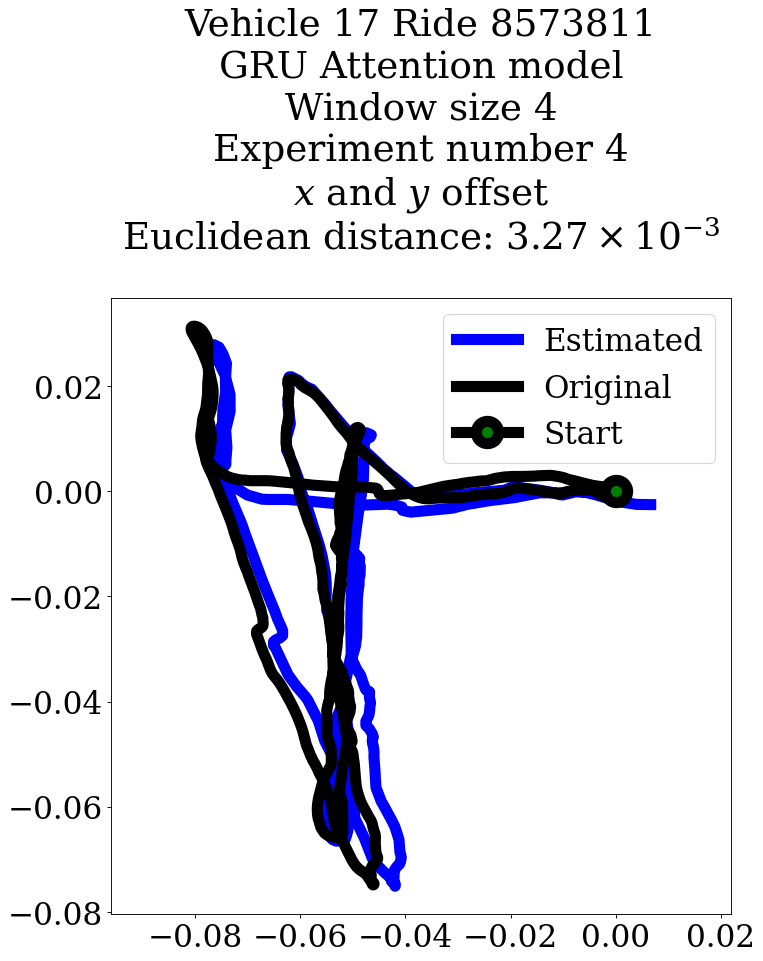 Vehicle 17 Ride 8573811
GRU Attention model
Window size 4
Experiment number 4
x and y offset
Euclidean distance: 3.27 × 10⁻³
Estimated
Original
Start
0.02
0.00
−0.02
−0.04
−0.06
−0.08
−0.08 −0.06 −0.04 −0.02 0.00 0.02